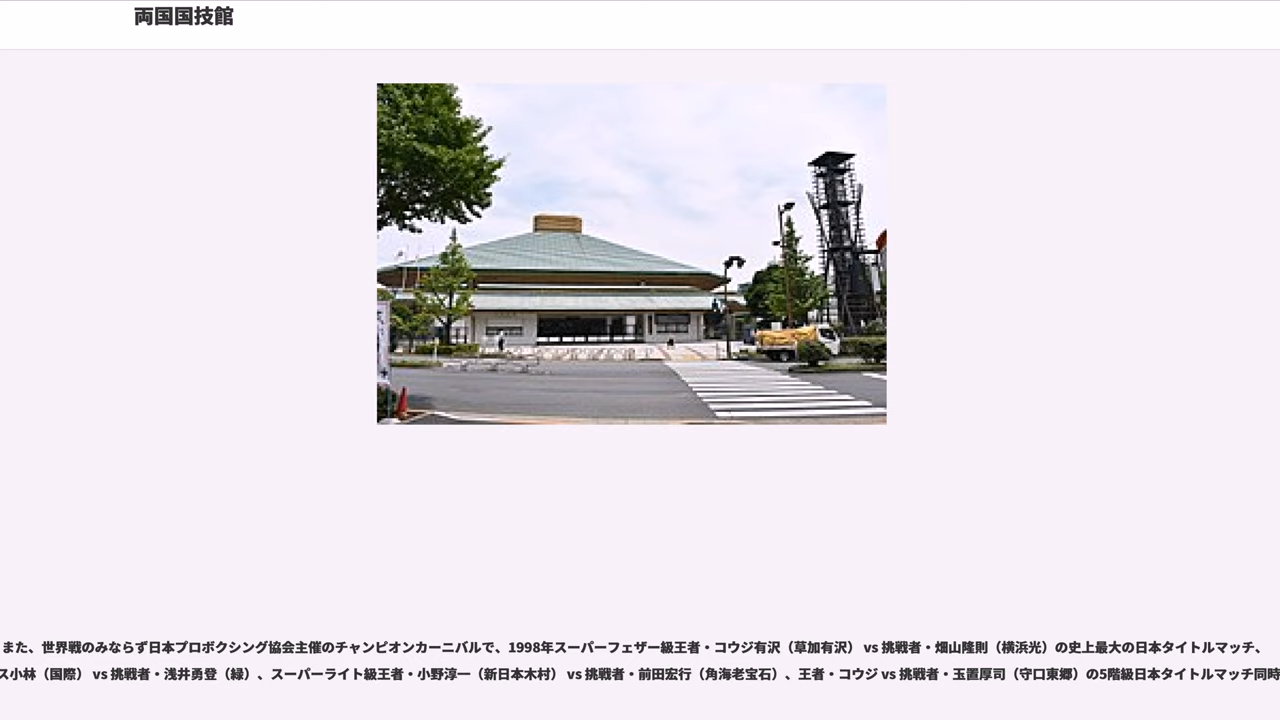 両国国技館
また、世界戦のみならず日本プロボクシング協会主催のチャンピオンカーニバルで、1998年スーパーフェザー級王者・コウジ有沢（草加有沢） vs 挑戦者・畑山隆則（横浜光）の史上最大の日本タイトルマッチ、
ス小林（国際） vs 挑戦者・浅井勇登（緑）、スーパーライト級王者・小野淳一（新日本木村） vs 挑戦者・前田宏行（角海老宝石）、王者・コウジ vs 挑戦者・玉置厚司（守口東郷）の5階級日本タイトルマッチ同時